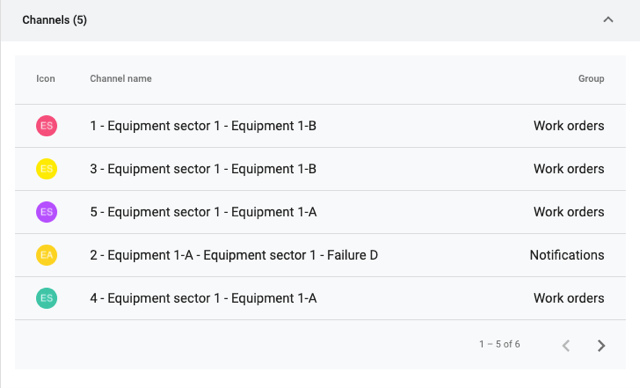 Channels (5)
Icon Channel name Group
ES 1 - Equipment sector 1 - Equipment 1-B Work orders
ES 3 - Equipment sector 1 - Equipment 1-B Work orders
ES 5 - Equipment sector 1 - Equipment 1-A Work orders
EA 2 - Equipment 1-A - Equipment sector 1 - Failure D Notifications
ES 4 - Equipment sector 1 - Equipment 1-A Work orders
1 – 5 of 6